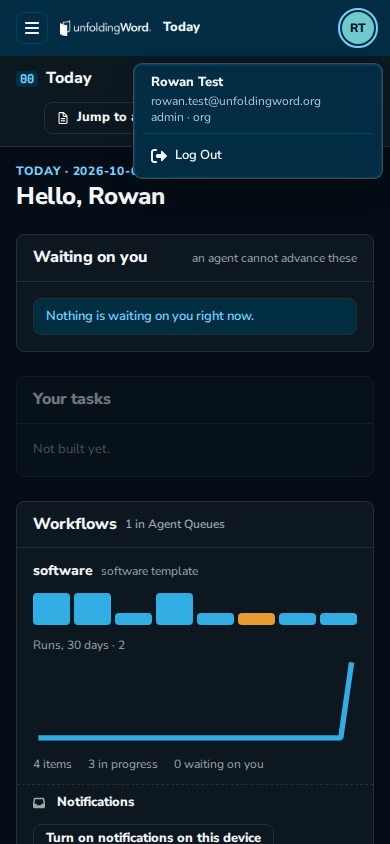 unfoldingWord. Today
RT
Today
Jump to
Rowan Test
rowan.test@unfoldingword.org
admin · org
Log Out
TODAY · 2026-10-
Hello, Rowan
Waiting on you
an agent cannot advance these
Nothing is waiting on you right now.
Your tasks
Not built yet.
Workflows 1 in Agent Queues
software software template
Runs, 30 days · 2
4 items 3 in progress 0 waiting on you
Notifications
Turn on notifications on this device